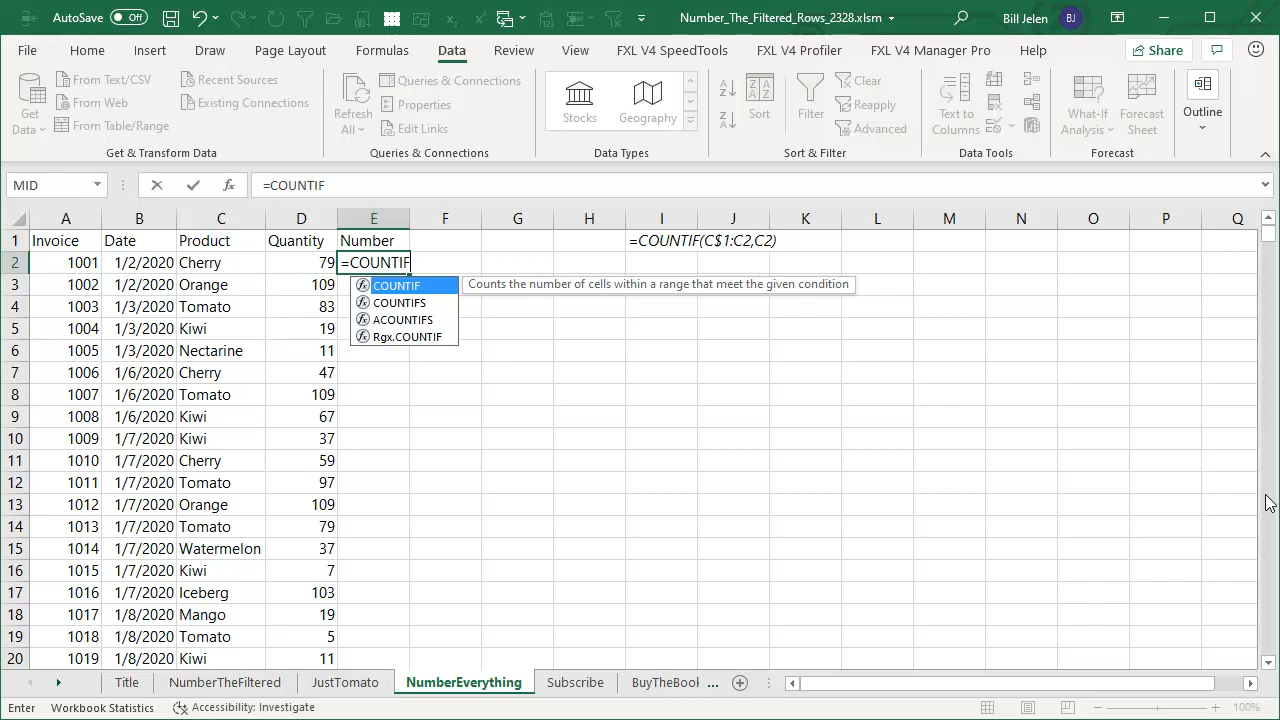 AutoSave Off Number_The_Filtered_Rows_2328.xlsm Bill Jelen BJ
File Home Insert Draw Page Layout Formulas Data Review View FXL V4 SpeedTools FXL V4 Profiler FXL V4 Manager Pro Help Share
Get Data
From Text/CSV
From Web
From Table/Range
Recent Sources
Existing Connections
Get & Transform Data
Refresh All
Queries & Connections
Properties
Edit Links
Queries & Connections
Stocks Geography
Data Types
Sort Filter
Clear
Reapply
Advanced
Sort & Filter
Text to Columns
Data Tools
What-If Analysis Forecast Sheet
Forecast
Outline
MID fx =COUNTIF
A B C D E F G H I J K L M N O P Q
1 Invoice Date Product Quantity Number =COUNTIF(C$1:C2,C2)
2 1001 1/2/2020 Cherry 79 =COUNTIF
3 1002 1/2/2020 Orange 109
4 1003 1/3/2020 Tomato 83
5 1004 1/3/2020 Kiwi 19
6 1005 1/3/2020 Nectarine 11
7 1006 1/6/2020 Cherry 47
8 1007 1/6/2020 Tomato 109
9 1008 1/6/2020 Kiwi 67
10 1009 1/7/2020 Kiwi 37
11 1010 1/7/2020 Cherry 59
12 1011 1/7/2020 Tomato 97
13 1012 1/7/2020 Orange 109
14 1013 1/7/2020 Tomato 79
15 1014 1/7/2020 Watermelon 37
16 1015 1/7/2020 Kiwi 7
17 1016 1/7/2020 Iceberg 103
18 1017 1/8/2020 Mango 19
19 1018 1/8/2020 Tomato 5
20 1019 1/8/2020 Kiwi 11
COUNTIF Counts the number of cells within a range that meet the given condition
COUNTIFS
ACOUNTIFS
Rgx.COUNTIF
Title NumberTheFiltered JustTomato NumberEverything Subscribe BuyTheBook ...
Enter Workbook Statistics Accessibility: Investigate 100%